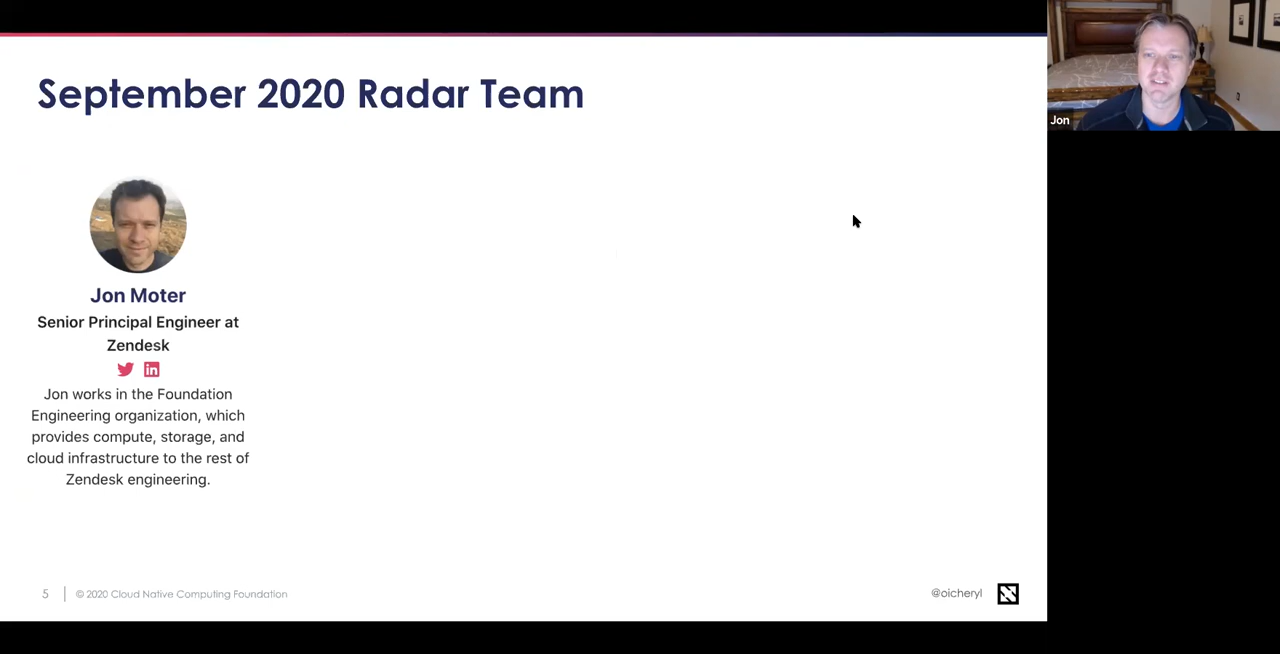 September 2020 Radar Team
Jon
Jon Moter
Senior Principal Engineer at
Zendesk
Jon works in the Foundation
Engineering organization, which
provides compute, storage, and
cloud infrastructure to the rest of
Zendesk engineering.
5
© 2020 Cloud Native Computing Foundation
@oicheryl